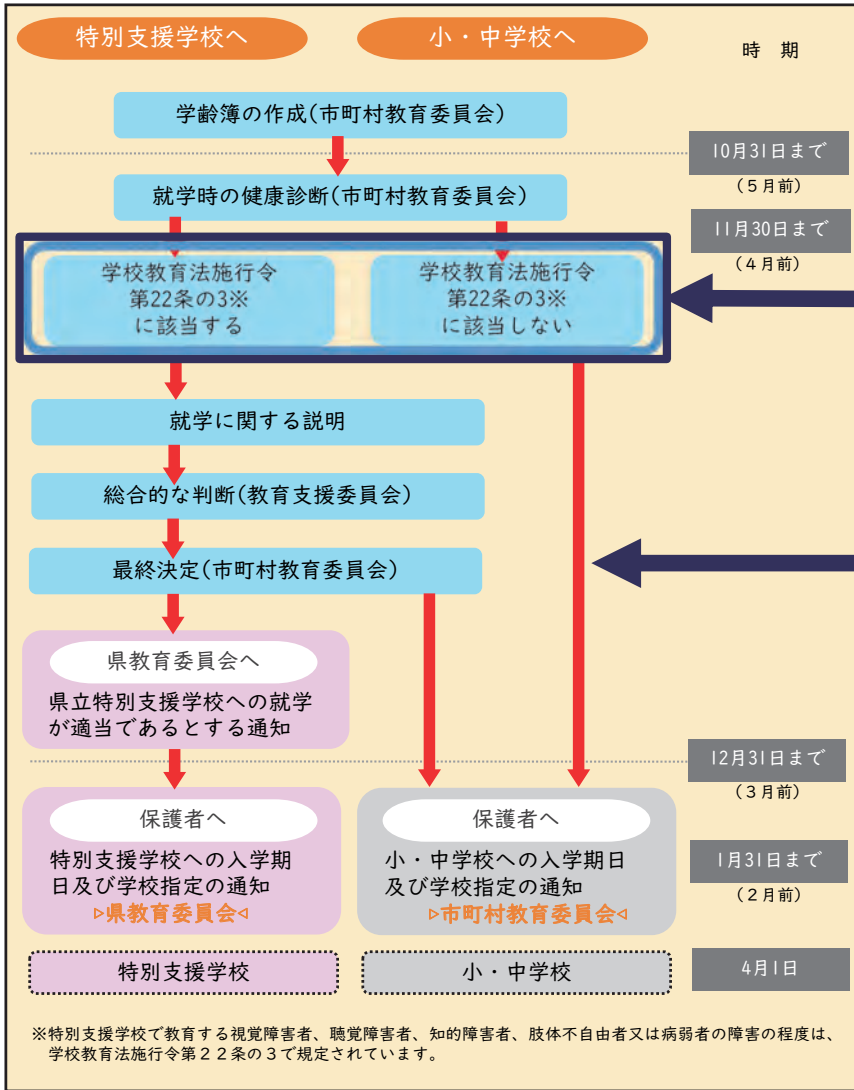 特別支援学校へ
小・中学校へ
時　期
学齢簿の作成(市町村教育委員会)
10月31日まで
(５月前)
就学時の健康診断(市町村教育委員会)
11月30日まで
(４月前)
学校教育法施行令
第22条の3※
に該当する
学校教育法施行令
第22条の3※
に該当しない
就学に関する説明
総合的な判断(教育支援委員会)
最終決定(市町村教育委員会)
県教育委員会へ
県立特別支援学校への就学
が適当であるとする通知
12月31日まで
(３月前)
保護者へ
特別支援学校への入学期
日及び学校指定の通知
▷県教育委員会◁
保護者へ
小・中学校への入学期日
及び学校指定の通知
▷市町村教育委員会◁
1月31日まで
(２月前)
特別支援学校
小・中学校
4月1日
※特別支援学校で教育する視覚障害者、聴覚障害者、知的障害者、肢体不自由者又は病弱者の障害の程度は、
学校教育法施行令第２２条の３で規定されています。